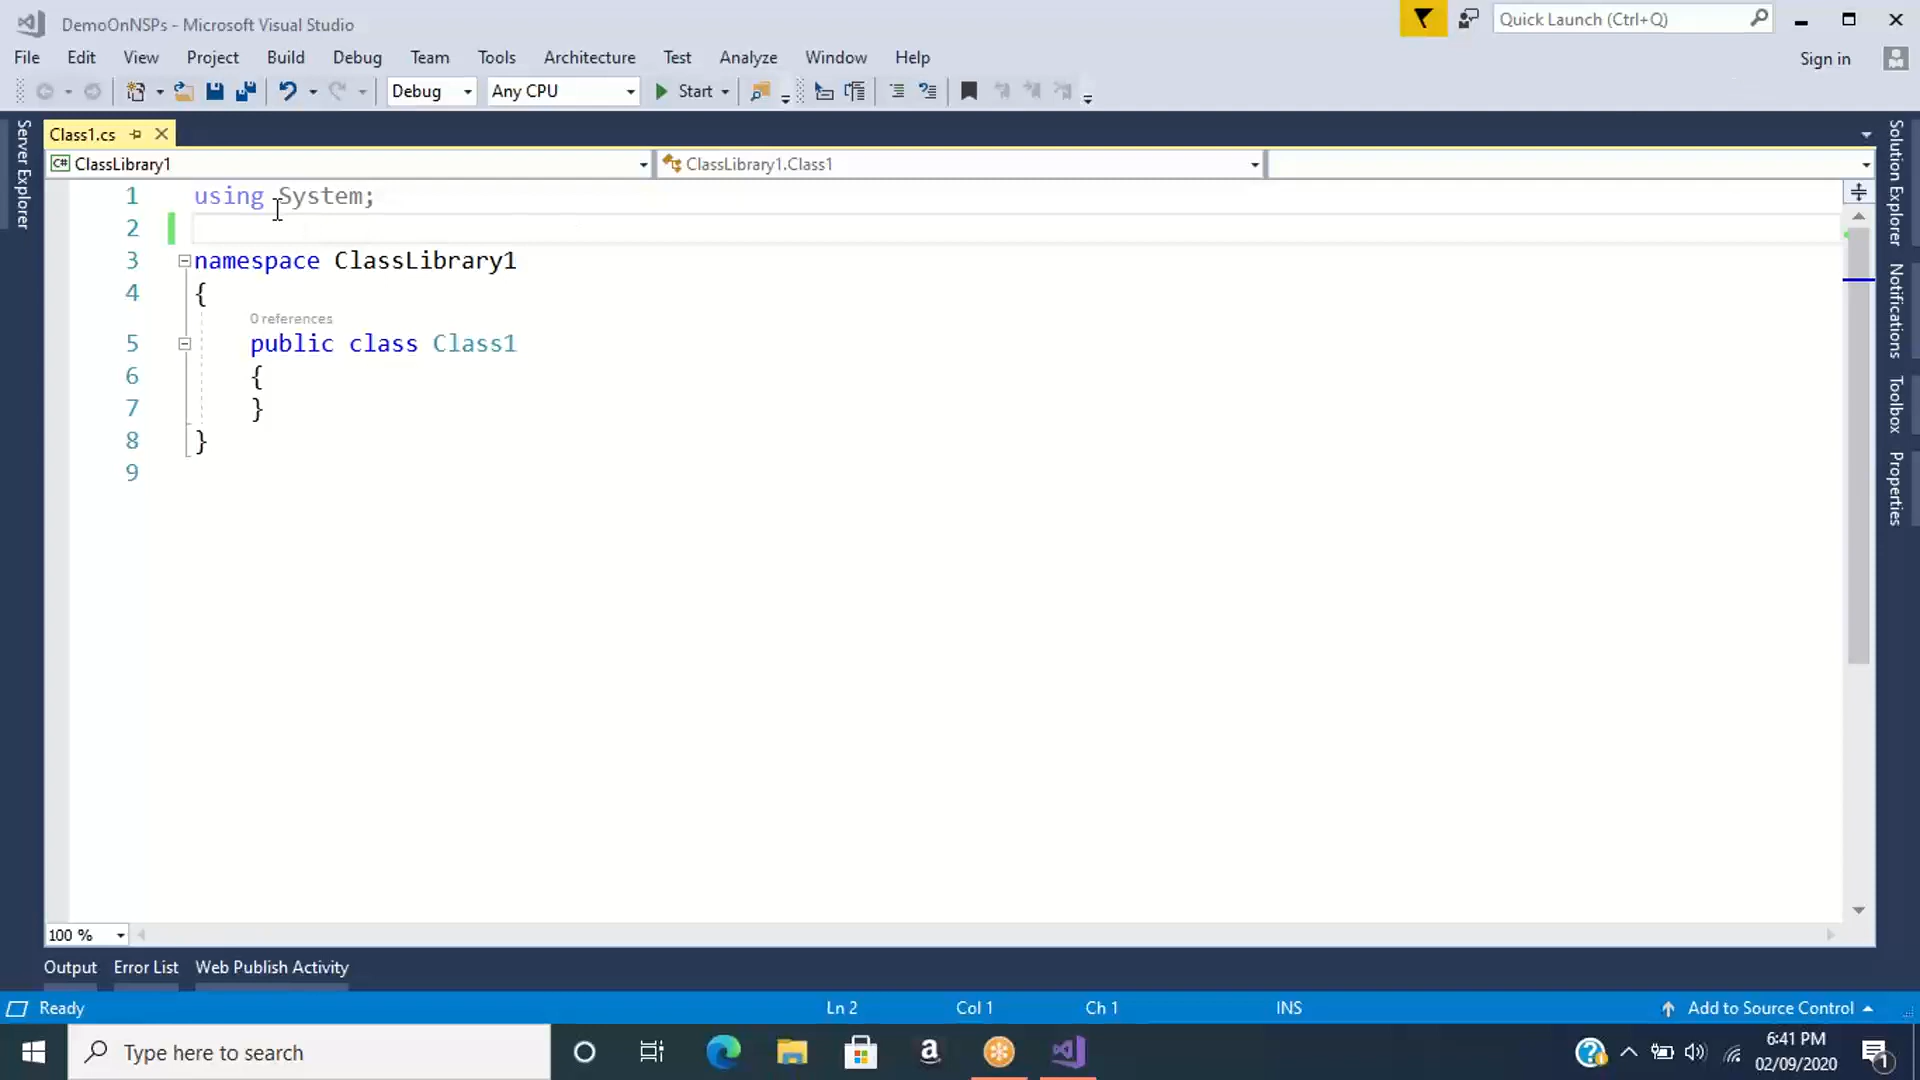 DemoOnNSPs - Microsoft Visual Studio
Quick Launch (Ctrl+Q)
File Edit View Project Build Debug Team Tools Architecture Test Analyze Window Help
Sign in
Debug Any CPU Start
Class1.cs
ClassLibrary1 ClassLibrary1.Class1
Server Explorer
Solution Explorer
Notifications
Toolbox
Properties
1 using System;
2
3 namespace ClassLibrary1
4 {
0 references
5 public class Class1
6 {
7 }
8 }
9
100 %
Output Error List Web Publish Activity
Ready Ln 2 Col 1 Ch 1 INS Add to Source Control
Type here to search
6:41 PM
02/09/2020
1